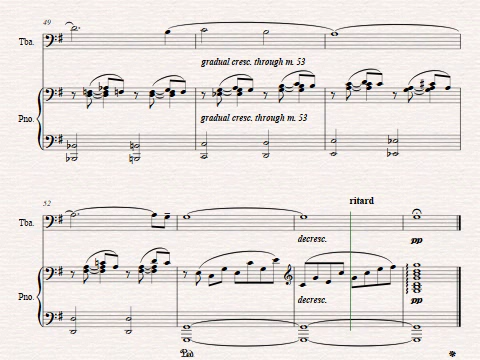 49
Tba.
gradual cresc. through m. 53
Pno.
gradual cresc. through m. 53
52
ritard
Tba.
decresc.
pp
Pno.
decresc.
pp
Ped.